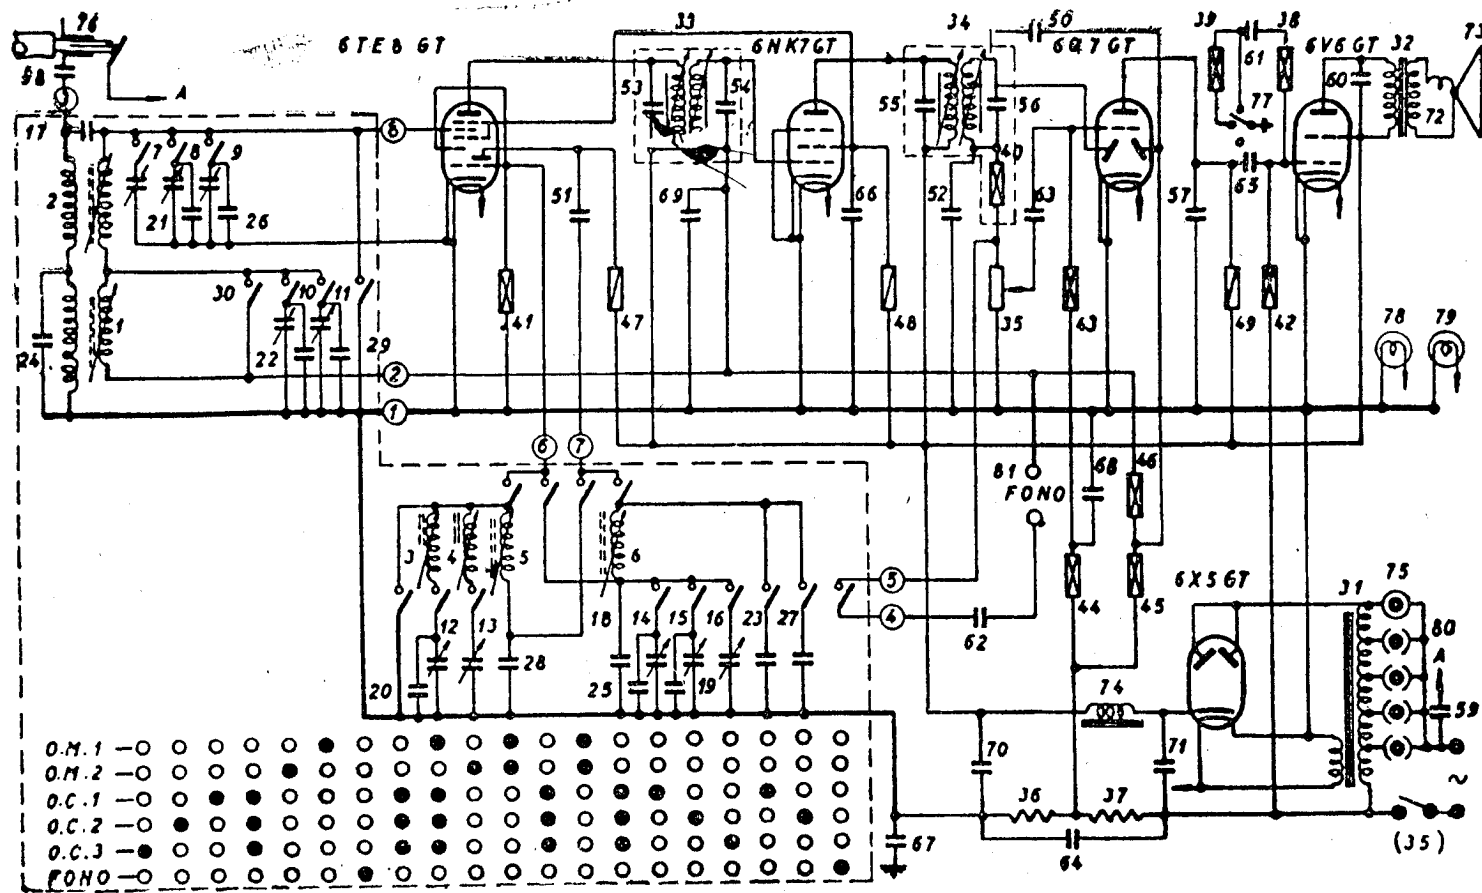 76 33 34 50 39 38 73
6TE8 GT 6NK7GT 6Q7 GT 61 6V6 GT 32
58 A 53 54 55 56 77 60 72
17 7 8 9 40 65
2 21 26 51 69 66 52 63 57
30 10 11 41 47 48 35 43 49 42 78 79
24 1 22 29
2
1
6 7 81 68 46
FONO
3 4 5 6 5 6X5GT 31 75
12 13 18 14 15 16 23 27 4 44 45 80
20 28 25 19 62 74 A 59
O.M.1 70 71
O.M.2 ~
O.C.1 36 37
O.C.2 67 64 (35)
O.C.3
FONO